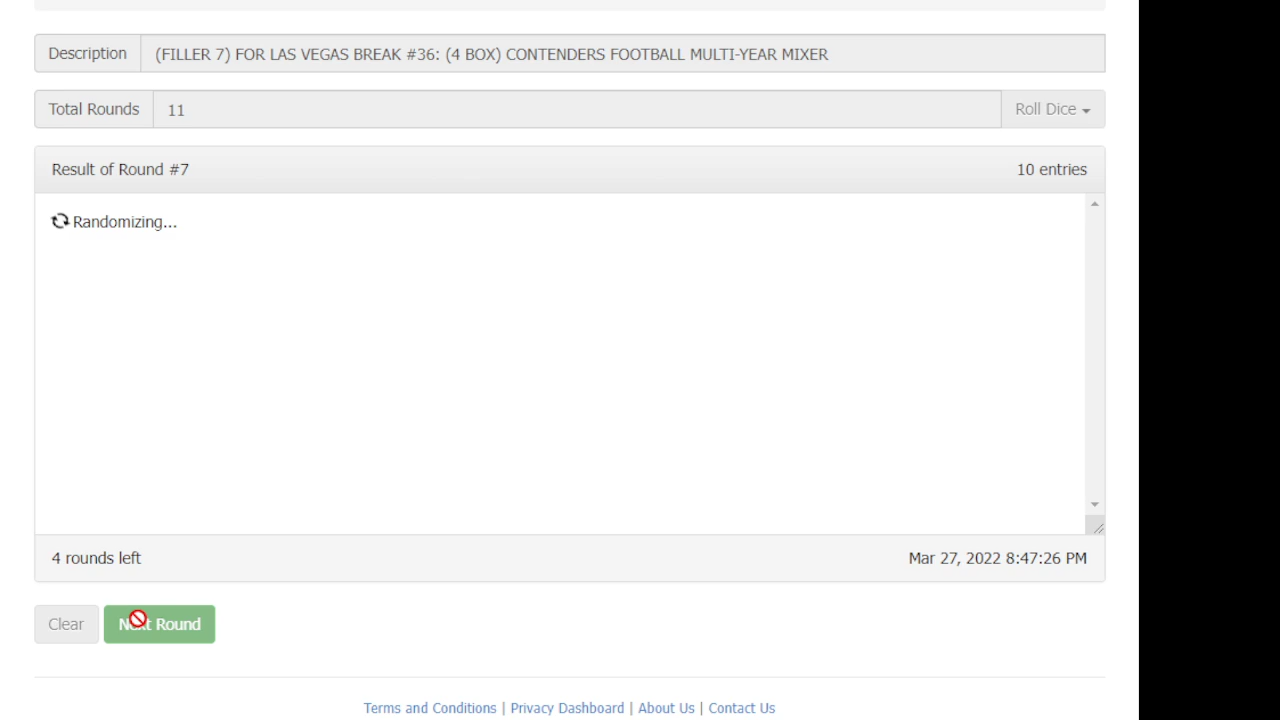 Description (FILLER 7) FOR LAS VEGAS BREAK #36: (4 BOX) CONTENDERS FOOTBALL MULTI-YEAR MIXER
Total Rounds 11 Roll Dice
Result of Round #7 10 entries
Randomizing...
4 rounds left Mar 27, 2022 8:47:26 PM
Clear Next Round
Terms and Conditions | Privacy Dashboard | About Us | Contact Us